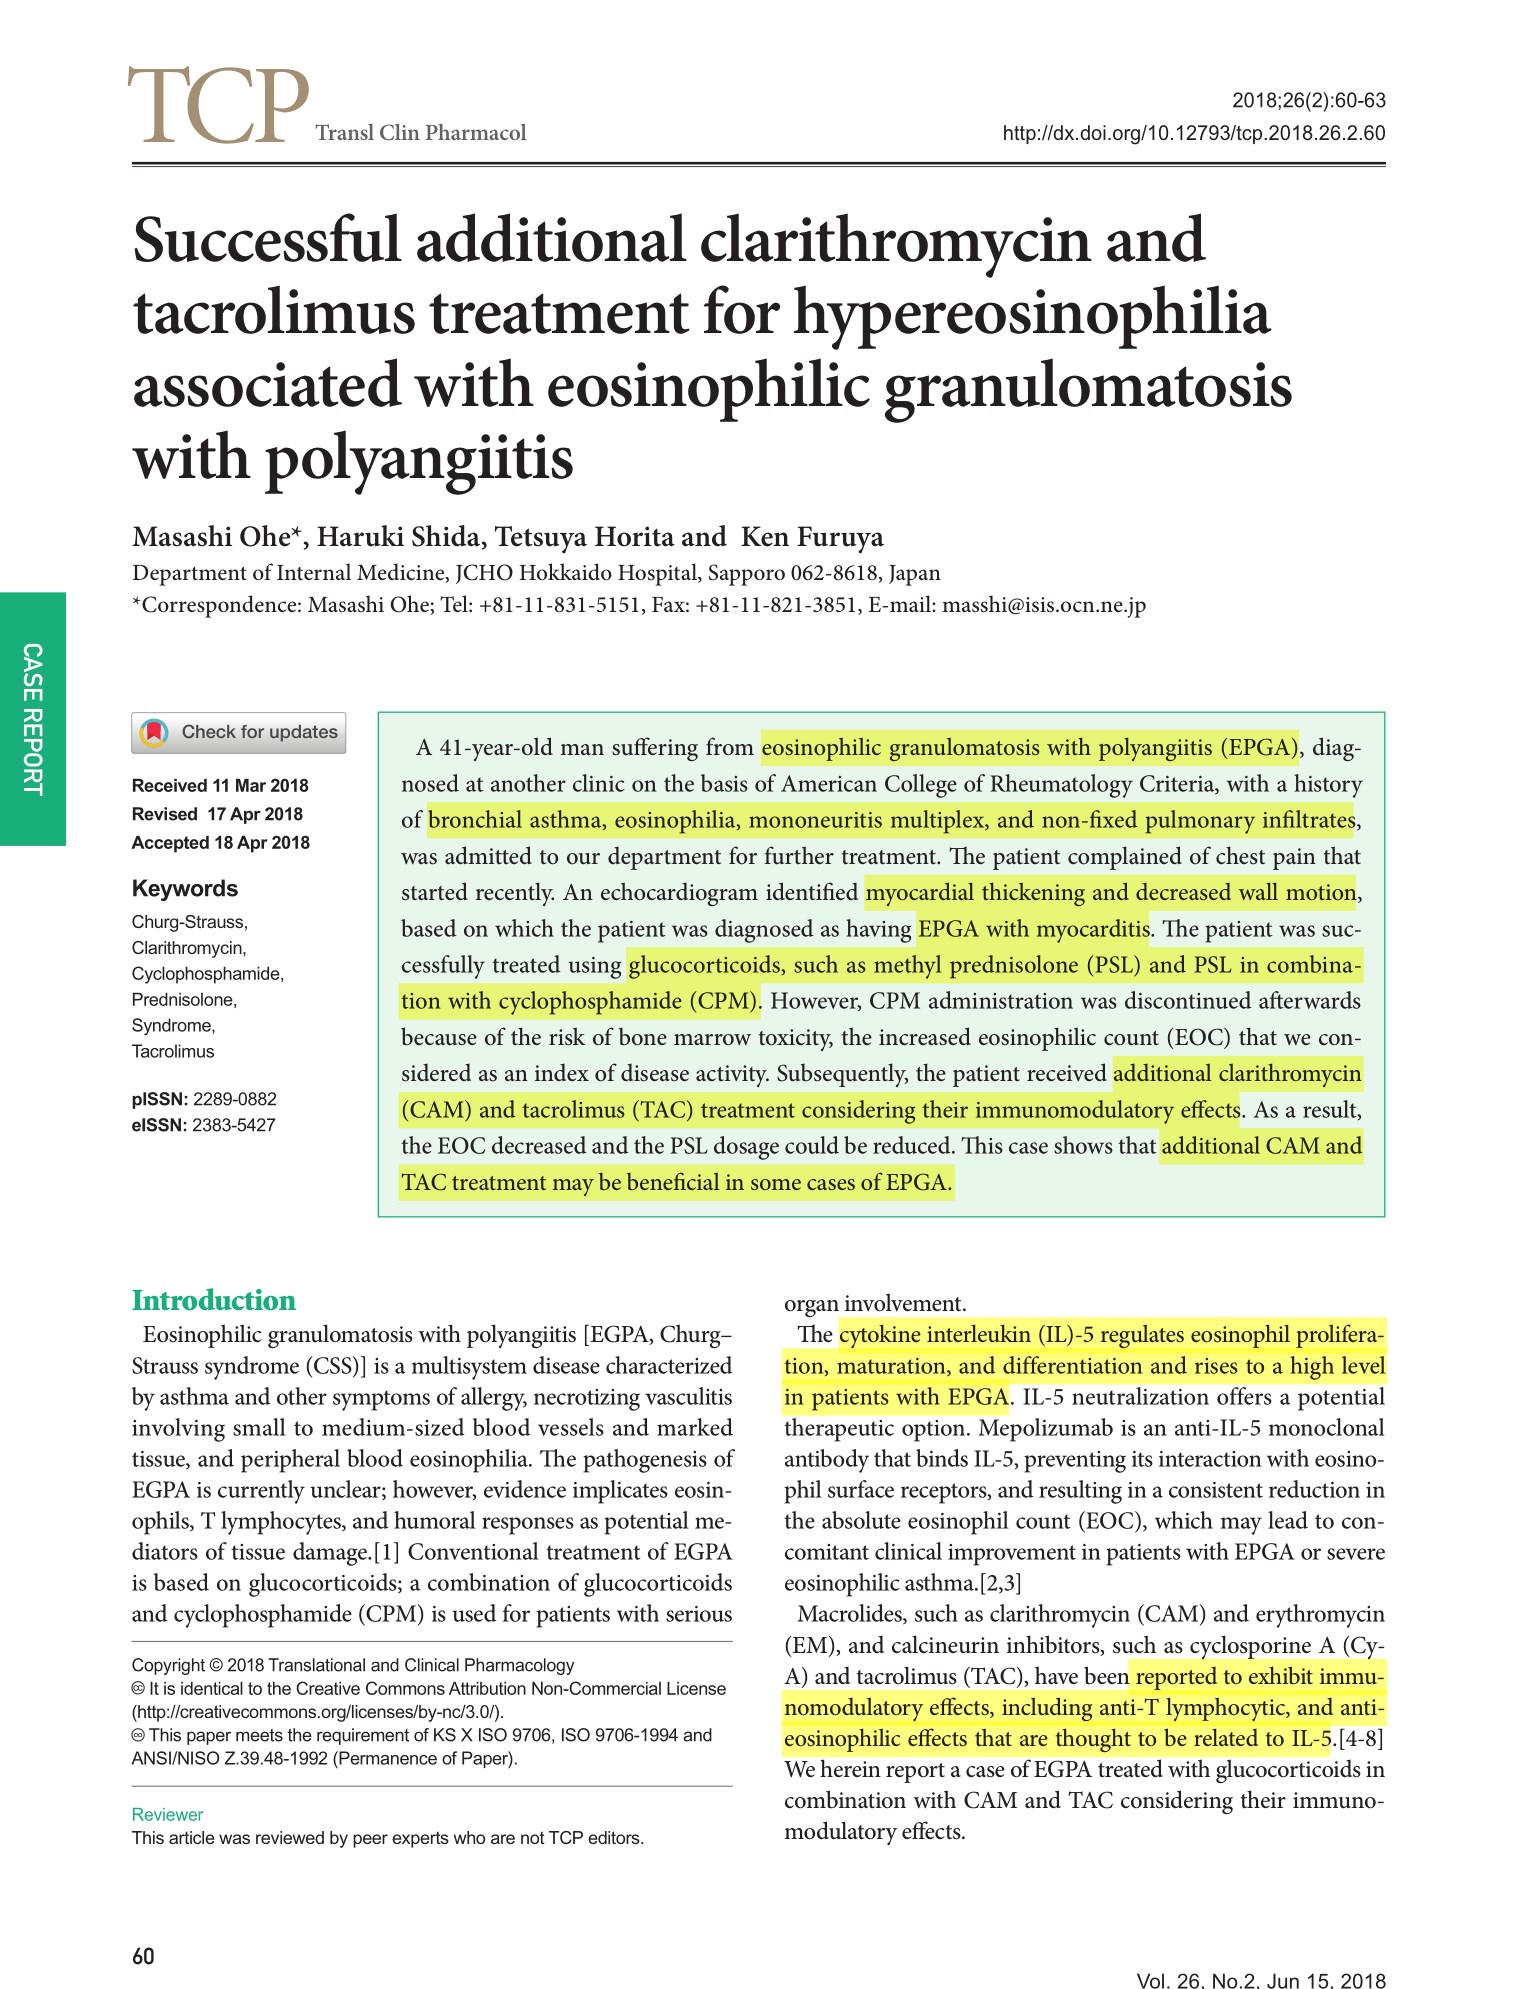 TCP Transl Clin Pharmacol
2018;26(2):60-63
http://dx.doi.org/10.12793/tcp.2018.26.2.60
Successful additional clarithromycin and
tacrolimus treatment for hypereosinophilia
associated with eosinophilic granulomatosis
with polyangiitis
Masashi Ohe*, Haruki Shida, Tetsuya Horita and Ken Furuya
Department of Internal Medicine, JCHO Hokkaido Hospital, Sapporo 062-8618, Japan
*Correspondence: Masashi Ohe; Tel: +81-11-831-5151, Fax: +81-11-821-3851, E-mail: masshi@isis.ocn.ne.jp
CASE REPORT
Check for updates
Received 11 Mar 2018
Revised 17 Apr 2018
Accepted 18 Apr 2018
Keywords
Churg-Strauss,
Clarithromycin,
Cyclophosphamide,
Prednisolone,
Syndrome,
Tacrolimus
pISSN: 2289-0882
eISSN: 2383-5427
A 41-year-old man suffering from eosinophilic granulomatosis with polyangiitis (EPGA), diag-
nosed at another clinic on the basis of American College of Rheumatology Criteria, with a history
of bronchial asthma, eosinophilia, mononeuritis multiplex, and non-fixed pulmonary infiltrates,
was admitted to our department for further treatment. The patient complained of chest pain that
started recently. An echocardiogram identified myocardial thickening and decreased wall motion,
based on which the patient was diagnosed as having EPGA with myocarditis. The patient was suc-
cessfully treated using glucocorticoids, such as methyl prednisolone (PSL) and PSL in combina-
tion with cyclophosphamide (CPM). However, CPM administration was discontinued afterwards
because of the risk of bone marrow toxicity, the increased eosinophilic count (EOC) that we con-
sidered as an index of disease activity. Subsequently, the patient received additional clarithromycin
(CAM) and tacrolimus (TAC) treatment considering their immunomodulatory effects. As a result,
the EOC decreased and the PSL dosage could be reduced. This case shows that additional CAM and
TAC treatment may be beneficial in some cases of EPGA.
Introduction
Eosinophilic granulomatosis with polyangiitis [EGPA, Churg–
Strauss syndrome (CSS)] is a multisystem disease characterized
by asthma and other symptoms of allergy, necrotizing vasculitis
involving small to medium-sized blood vessels and marked
tissue, and peripheral blood eosinophilia. The pathogenesis of
EGPA is currently unclear; however, evidence implicates eosin-
ophils, T lymphocytes, and humoral responses as potential me-
diators of tissue damage.[1] Conventional treatment of EGPA
is based on glucocorticoids; a combination of glucocorticoids
and cyclophosphamide (CPM) is used for patients with serious
Copyright © 2018 Translational and Clinical Pharmacology
It is identical to the Creative Commons Attribution Non-Commercial License
(http://creativecommons.org/licenses/by-nc/3.0/).
This paper meets the requirement of KS X ISO 9706, ISO 9706-1994 and
ANSI/NISO Z.39.48-1992 (Permanence of Paper).
Reviewer
This article was reviewed by peer experts who are not TCP editors.
organ involvement.
The cytokine interleukin (IL)-5 regulates eosinophil prolifera-
tion, maturation, and differentiation and rises to a high level
in patients with EPGA. IL-5 neutralization offers a potential
therapeutic option. Mepolizumab is an anti-IL-5 monoclonal
antibody that binds IL-5, preventing its interaction with eosino-
phil surface receptors, and resulting in a consistent reduction in
the absolute eosinophil count (EOC), which may lead to con-
comitant clinical improvement in patients with EPGA or severe
eosinophilic asthma.[2,3]
Macrolides, such as clarithromycin (CAM) and erythromycin
(EM), and calcineurin inhibitors, such as cyclosporine A (Cy-
A) and tacrolimus (TAC), have been reported to exhibit immu-
nomodulatory effects, including anti-T lymphocytic, and anti-
eosinophilic effects that are thought to be related to IL-5.[4-8]
We herein report a case of EGPA treated with glucocorticoids in
combination with CAM and TAC considering their immuno-
modulatory effects.
60
Vol. 26, No.2, Jun 15, 2018